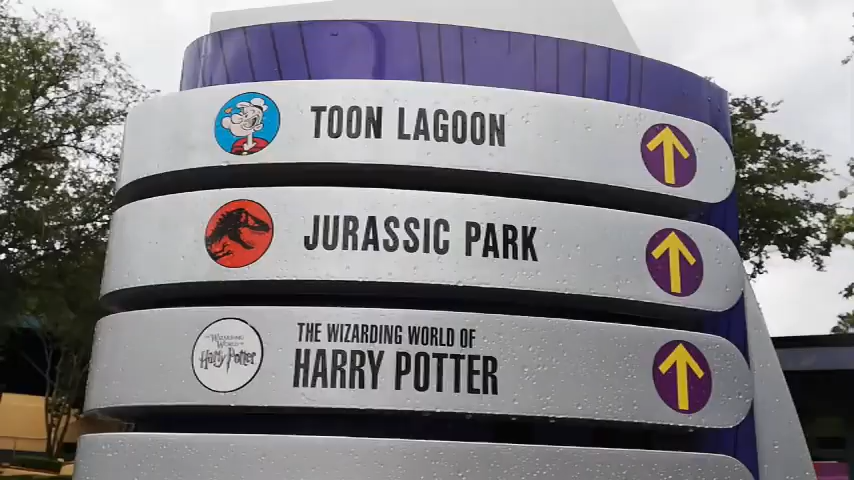 TOON LAGOON
JURASSIC PARK
THE WIZARDING WORLD OF
HARRY POTTER
THE WIZARDING
WORLD OF
Harry Potter